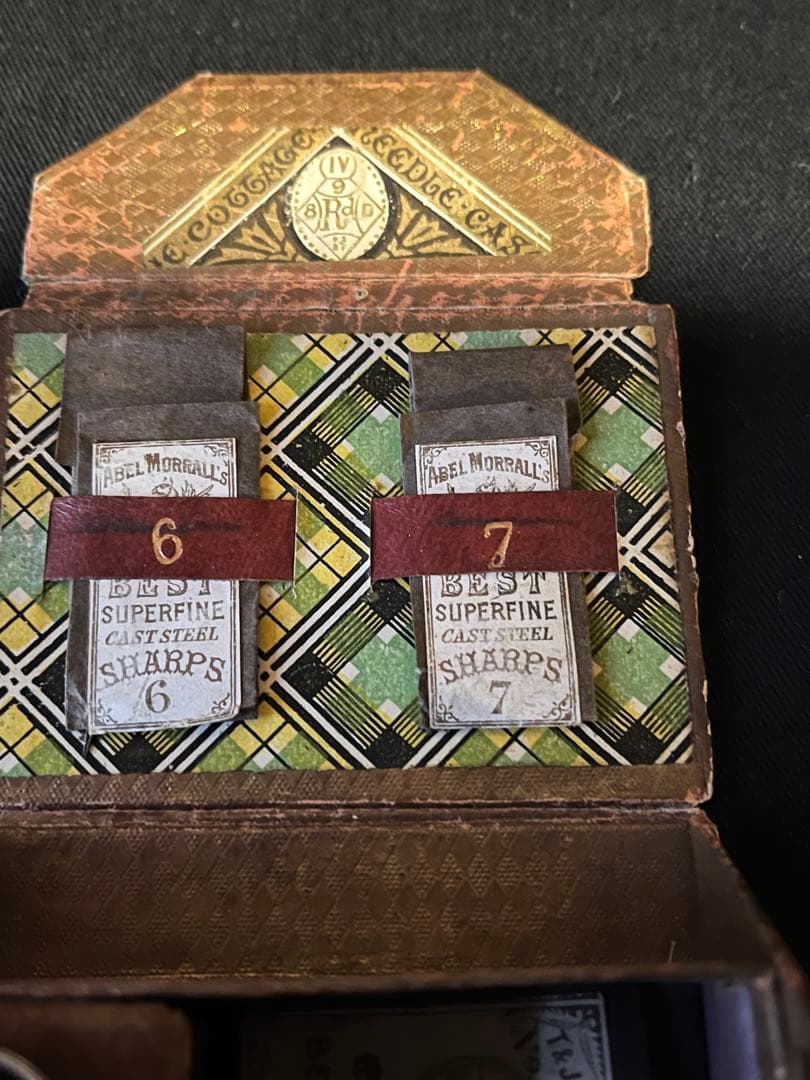 COTTAGE NEEDLE CAS
IV
9
8 Rd D
ABEL MORRALL'S
6
BEST
SUPERFINE
CAST STEEL
SHARPS
6
ABEL MORRALL'S
7
BEST
SUPERFINE
CAST STEEL
SHARPS
7
T & J